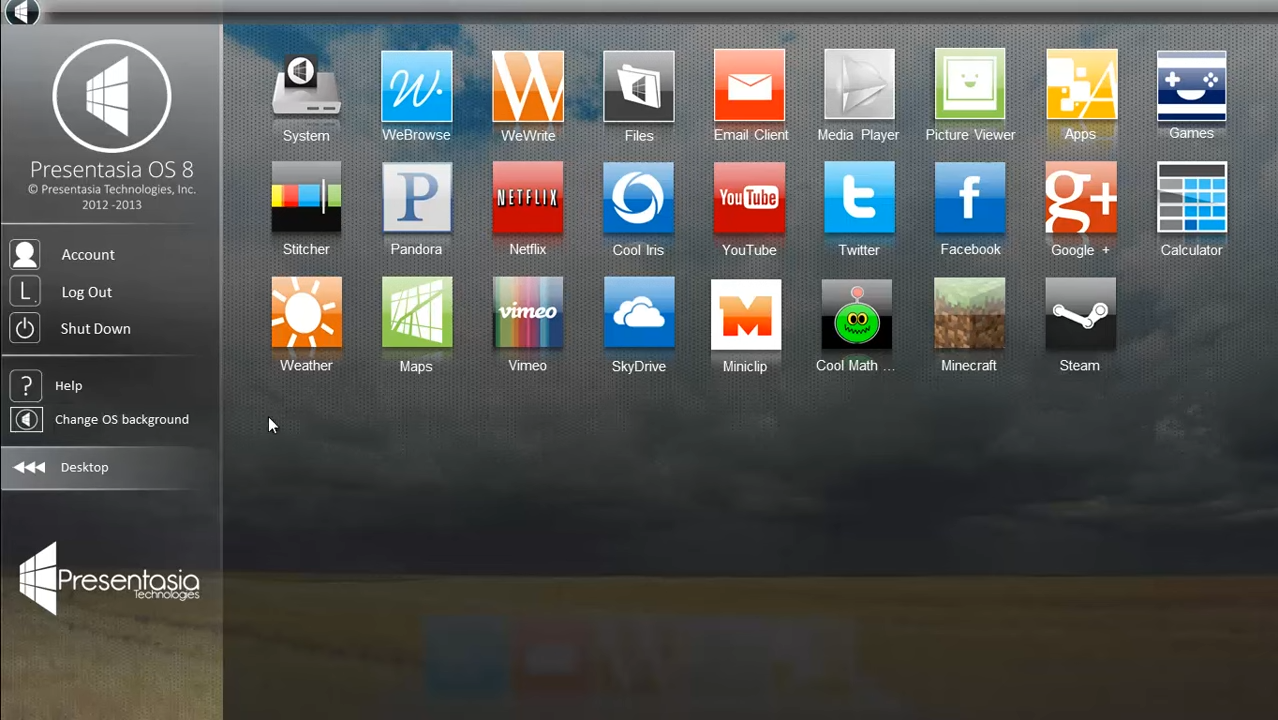 Presentasia OS 8
© Presentasia Technologies, Inc.
2012 -2013
Account
L.
Log Out
Shut Down
?
Help
Change OS background
Desktop
Presentasia
Technologies
W.
W
A
System
WeBrowse
WeWrite
Files
Email Client
Media Player
Picture Viewer
Apps
Games
P
NETFLIX
YouTube
t
f
g+
Stitcher
Pandora
Netflix
Cool Iris
YouTube
Twitter
Facebook
Google +
Calculator
vimeo
M
Weather
Maps
Vimeo
SkyDrive
Miniclip
Cool Math ...
Minecraft
Steam